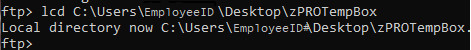 ftp> lcd C:\Users\EmployeeID\Desktop\zPROTempBox
Local directory now C:\Users\EmployeeID#\Desktop\zPROTempBox.
ftp>